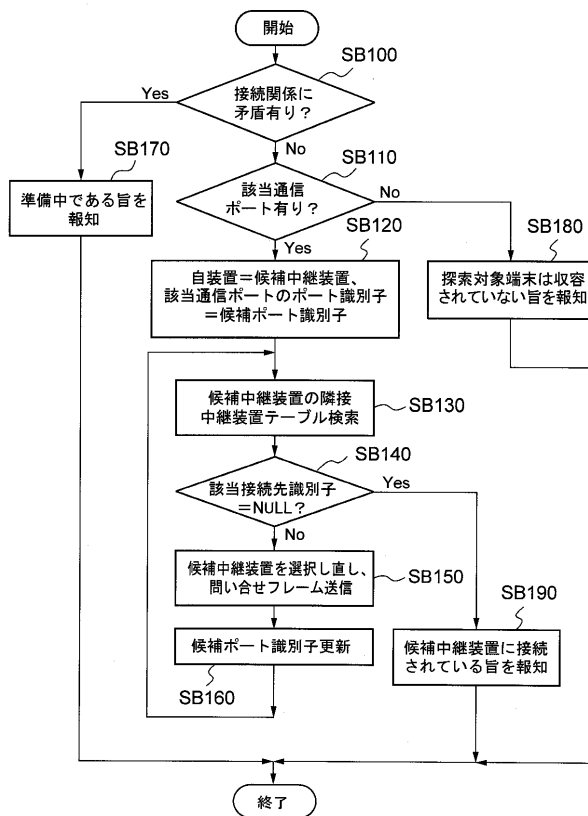 開始
SB100
接続関係に
矛盾有り？
Yes
No
SB170
準備中である旨を
報知
SB110
該当通信
ポート有り？
No
Yes
SB120
自装置＝候補中継装置、
該当通信ポートのポート識別子
＝候補ポート識別子
SB180
探索対象端末は収容
されていない旨を報知
候補中継装置の隣接
中継装置テーブル検索
SB130
SB140
該当接続先識別子
＝NULL？
Yes
No
候補中継装置を選択し直し、
問い合せフレーム送信
SB150
SB190
候補中継装置に接続
されている旨を報知
候補ポート識別子更新
SB160
終了